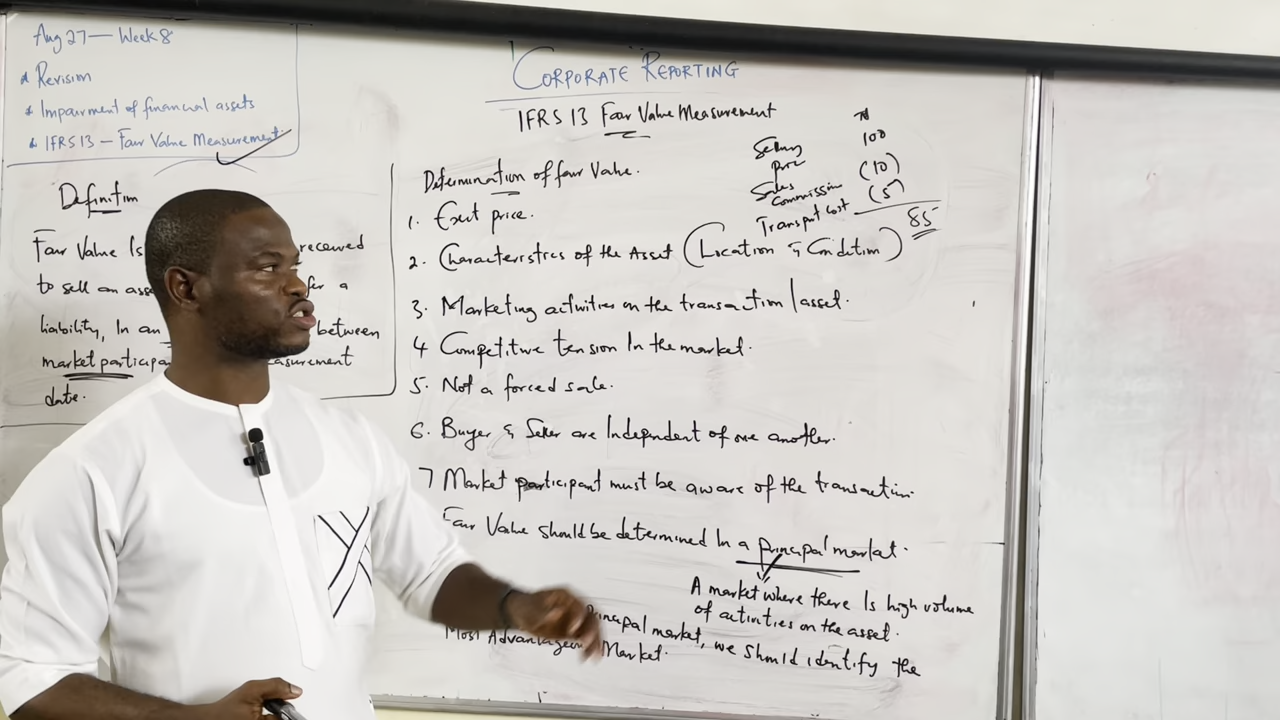 Aug 27 — Week 8
* Revision
* Impairment of financial assets
* IFRS 13 — Fair Value Measurement
CORPORATE REPORTING
IFRS 13 Fair Value Measurement
Definition
Fair Value Is received
to sell an fer a
liability, In an between
market asurement
date.
Determination of fair Value.
1. Exit price.
2. Characteristics of the Asset (Location & Condition)
3. Marketing activities on the transaction / asset.
4 Competitive tension In the market.
5. Not a forced sale.
6. Buyer & Seller are Independent of one another.
7 Market participant must be aware of the transaction.
Fair Value should be determined In a principal market.
A market where there Is high volume
of activities on the asset.
principal market, we should identify the
Most Advantageous Market.
₦
Selling Price 100
Sales Commission (10)
Transport Cost (5)
85